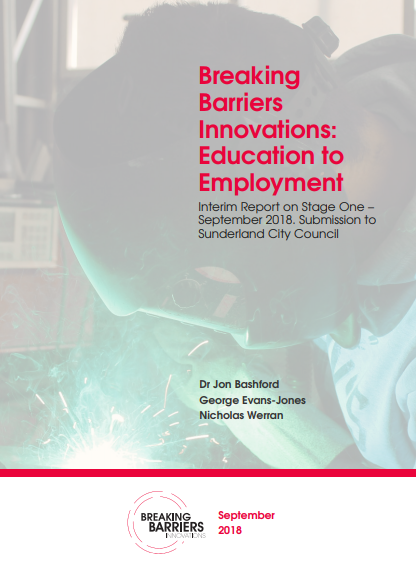 Breaking
Barriers
Innovations:
Education to
Employment
Interim Report on Stage One –
September 2018. Submission to
Sunderland City Council
Dr Jon Bashford
George Evans-Jones
Nicholas Werran
BREAKING
BARRIERS
INNOVATIONS
September
2018